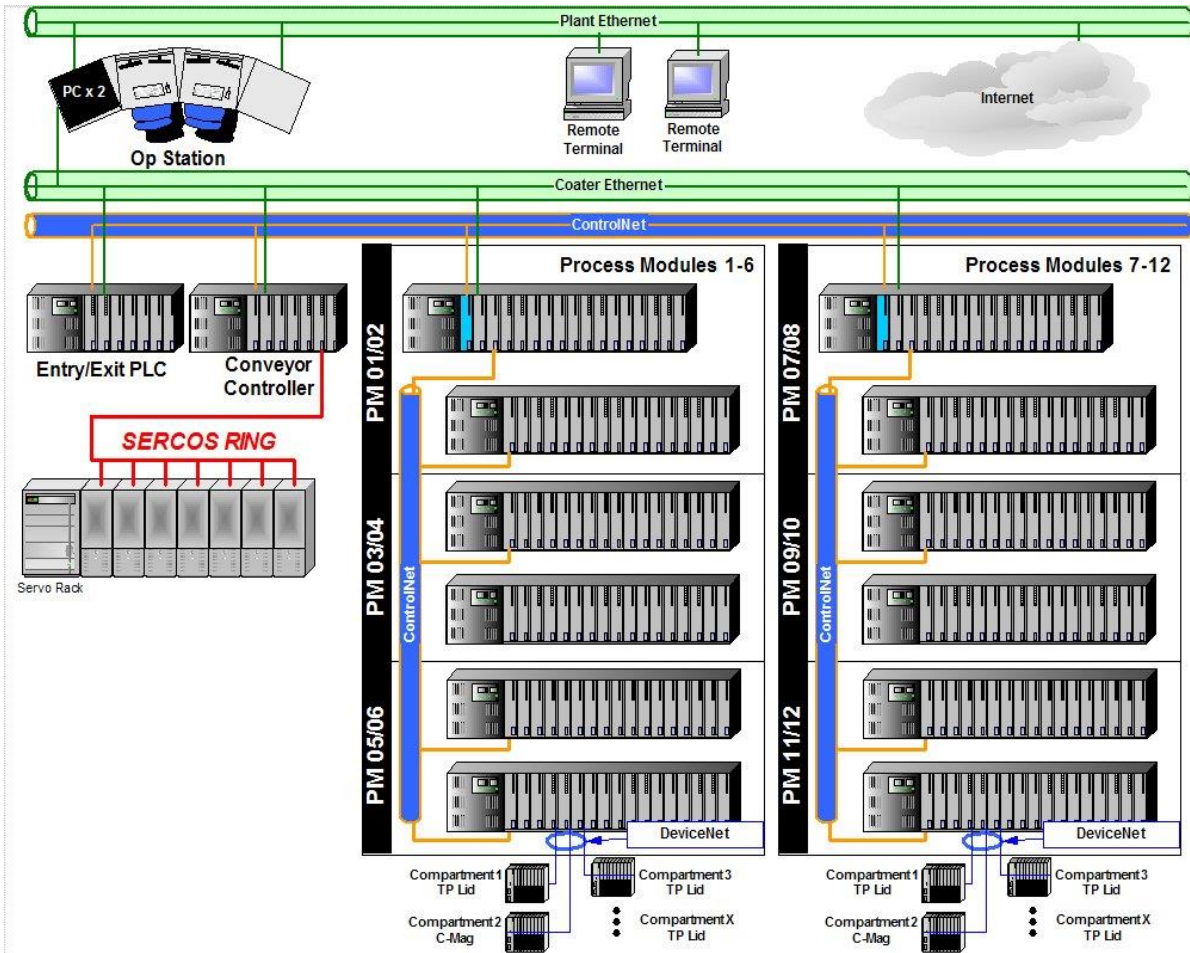 Plant Ethernet
PC x 2
Op Station
Remote
Terminal
Remote
Terminal
Internet
Coater Ethernet
ControlNet
Entry/Exit PLC
Conveyor
Controller
SERCOS RING
Servo Rack
Process Modules 1-6
PM 01/02
PM 03/04
PM 05/06
ControlNet
DeviceNet
Compartment1
TP Lid
Compartment2
C-Mag
Compartment3
TP Lid
CompartmentX
TP Lid
Process Modules 7-12
PM 07/08
PM 09/10
PM 11/12
ControlNet
DeviceNet
Compartment1
TP Lid
Compartment2
C-Mag
Compartment3
TP Lid
CompartmentX
TP Lid